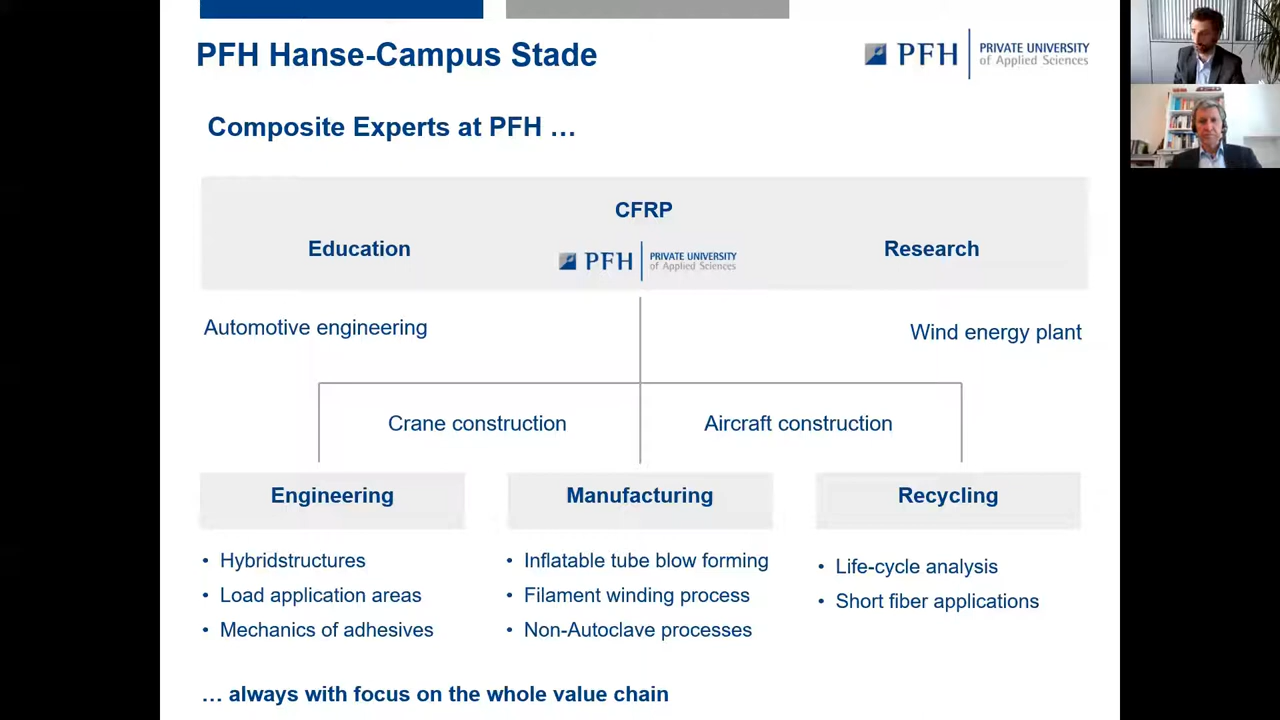 PFH Hanse-Campus Stade
PFH PRIVATE UNIVERSITY
of Applied Sciences
Composite Experts at PFH …
CFRP
Education
PFH PRIVATE UNIVERSITY
of Applied Sciences
Research
Automotive engineering
Wind energy plant
Crane construction
Aircraft construction
Engineering
Manufacturing
Recycling
• Hybridstructures
• Load application areas
• Mechanics of adhesives
• Inflatable tube blow forming
• Filament winding process
• Non-Autoclave processes
• Life-cycle analysis
• Short fiber applications
… always with focus on the whole value chain